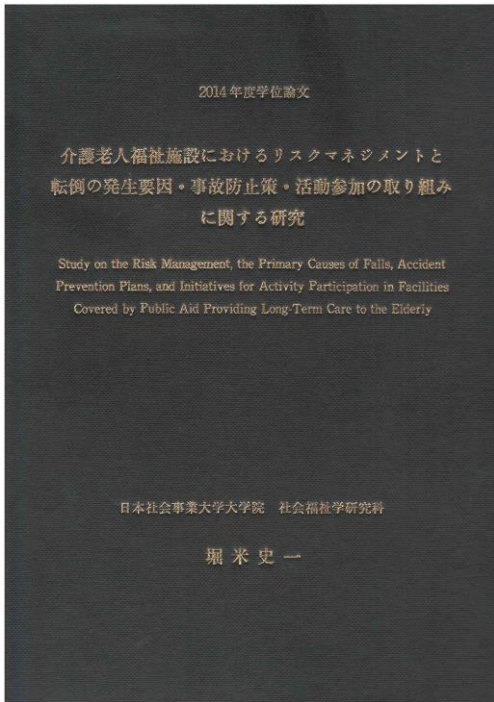 2014年度学位論文
介護老人福祉施設におけるリスクマネジメントと
転倒の発生要因・事故防止策・活動参加の取り組み
に関する研究
Study on the Risk Management, the Primary Causes of Falls, Accident
Prevention Plans, and Initiatives for Activity Participation in Facilities
Covered by Public Aid Providing Long-Term Care to the Elderly
日本社会事業大学大学院 社会福祉学研究科
堀米史一